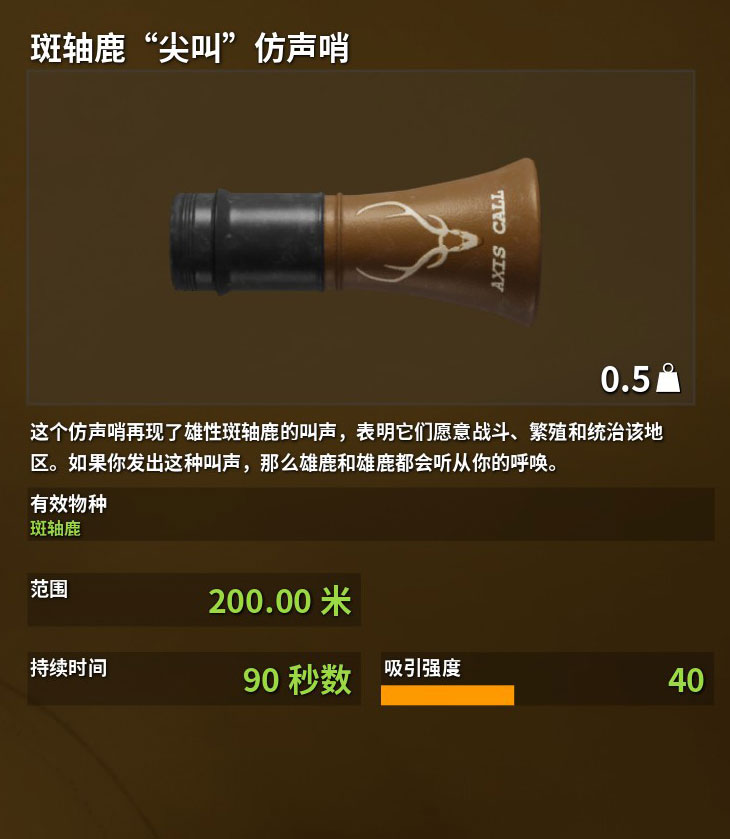 斑轴鹿“尖叫”仿声哨
AXIS CALL
0.5
这个仿声哨再现了雄性斑轴鹿的叫声，表明它们愿意战斗、繁殖和统治该地
区。如果你发出这种叫声，那么雄鹿和雄鹿都会听从你的呼唤。
有效物种
斑轴鹿
范围
200.00 米
持续时间
90 秒数
吸引强度
40